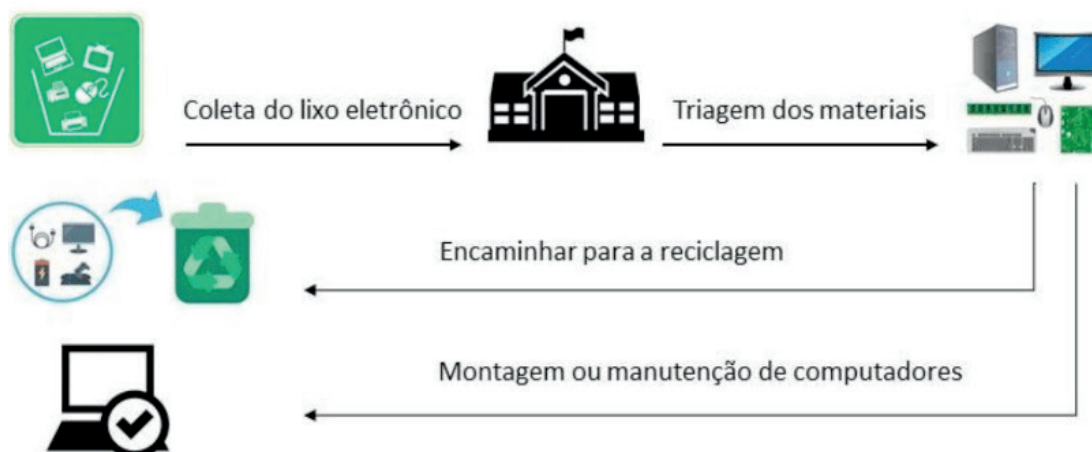 Coleta do lixo eletrônico
Triagem dos materiais
Encaminhar para a reciclagem
Montagem ou manutenção de computadores